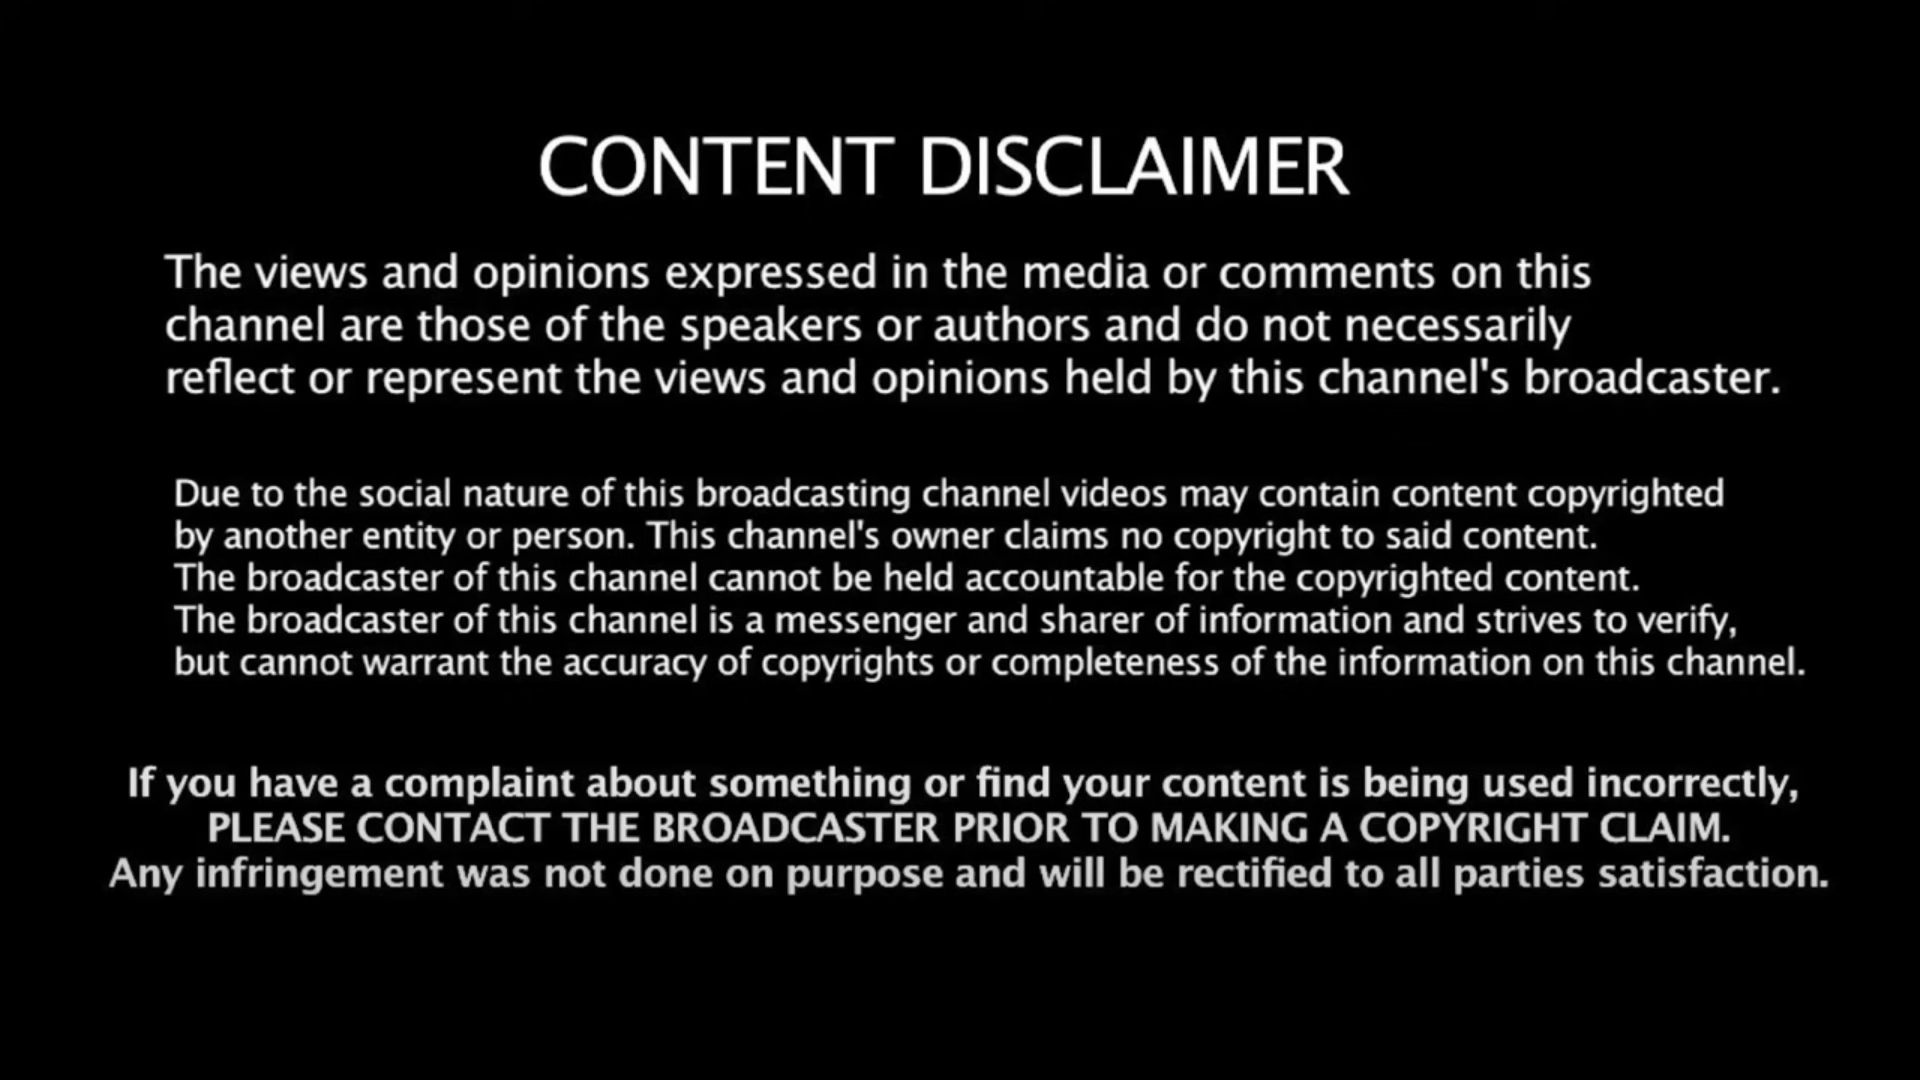 CONTENT DISCLAIMER
The views and opinions expressed in the media or comments on this
channel are those of the speakers or authors and do not necessarily
reflect or represent the views and opinions held by this channel's broadcaster.
Due to the social nature of this broadcasting channel videos may contain content copyrighted
by another entity or person. This channel's owner claims no copyright to said content.
The broadcaster of this channel cannot be held accountable for the copyrighted content.
The broadcaster of this channel is a messenger and sharer of information and strives to verify,
but cannot warrant the accuracy of copyrights or completeness of the information on this channel.
If you have a complaint about something or find your content is being used incorrectly,
PLEASE CONTACT THE BROADCASTER PRIOR TO MAKING A COPYRIGHT CLAIM.
Any infringement was not done on purpose and will be rectified to all parties satisfaction.